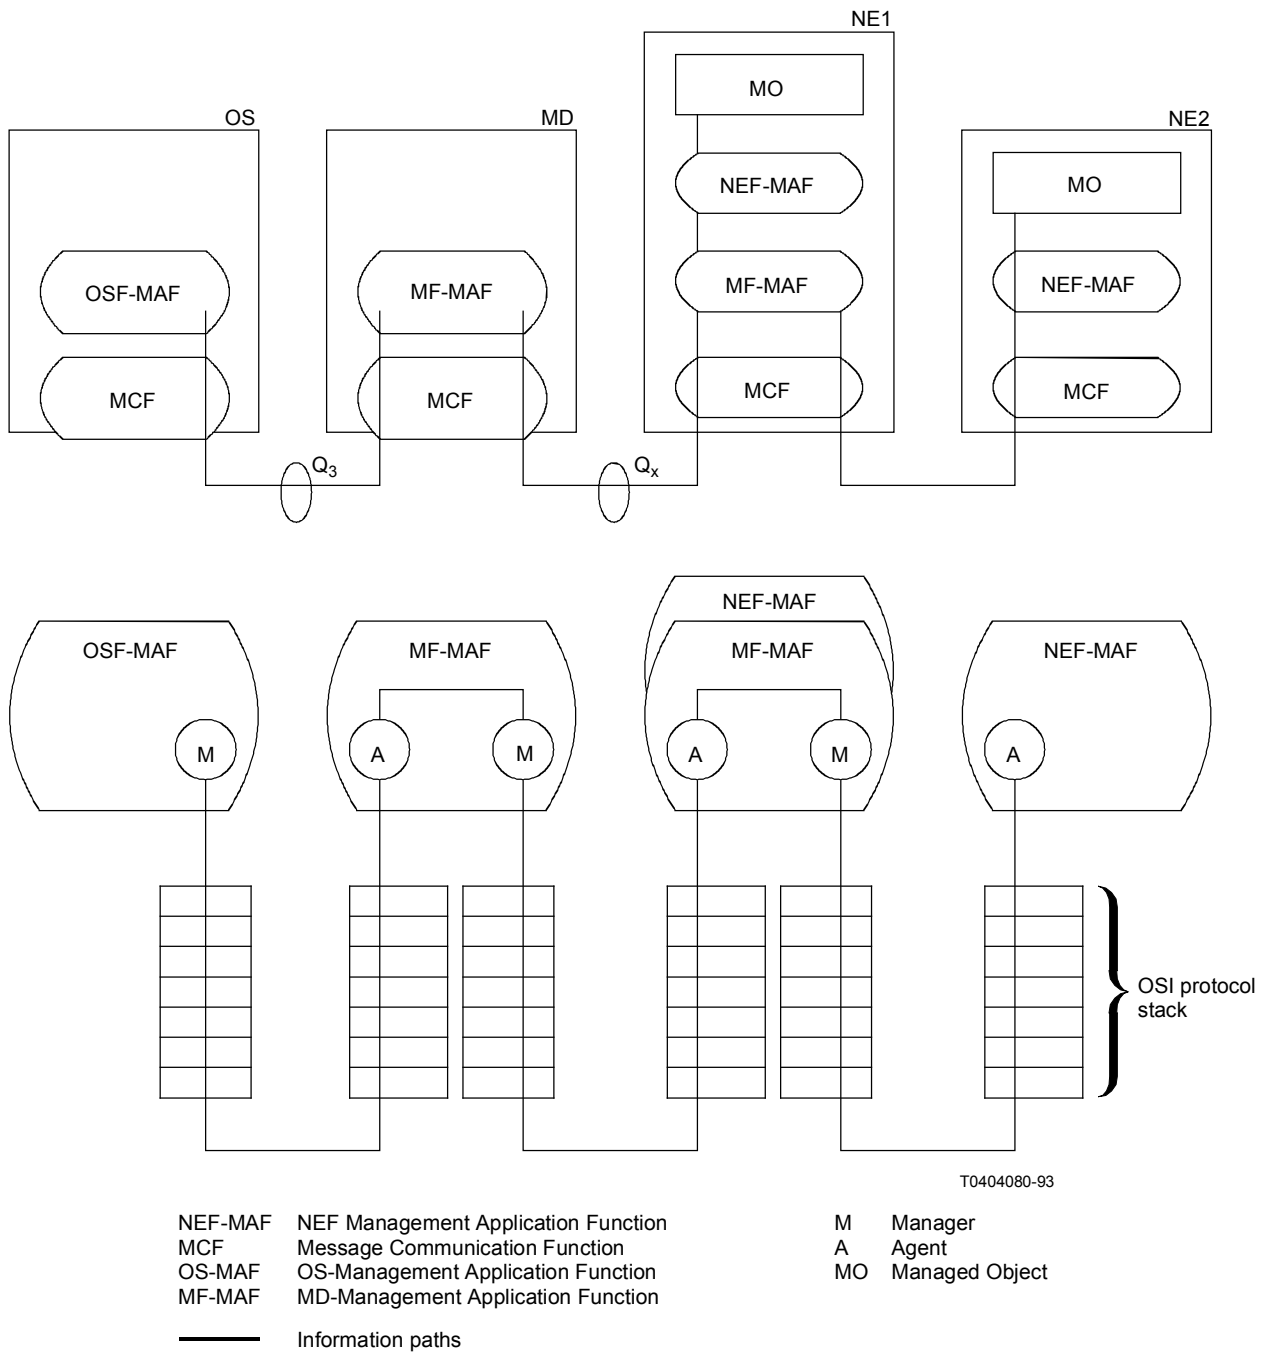 NE1
MO
OS
MD
NE2
NEF-MAF
MO
OSF-MAF
MF-MAF
MF-MAF
NEF-MAF
MCF
MCF
MCF
MCF
Q3
Qx
NEF-MAF
OSF-MAF
MF-MAF
MF-MAF
NEF-MAF
M
A
M
A
M
A
OSI protocol
stack
T0404080-93
NEF-MAF NEF Management Application Function
MCF Message Communication Function
OS-MAF OS-Management Application Function
MF-MAF MD-Management Application Function
M Manager
A Agent
MO Managed Object
Information paths